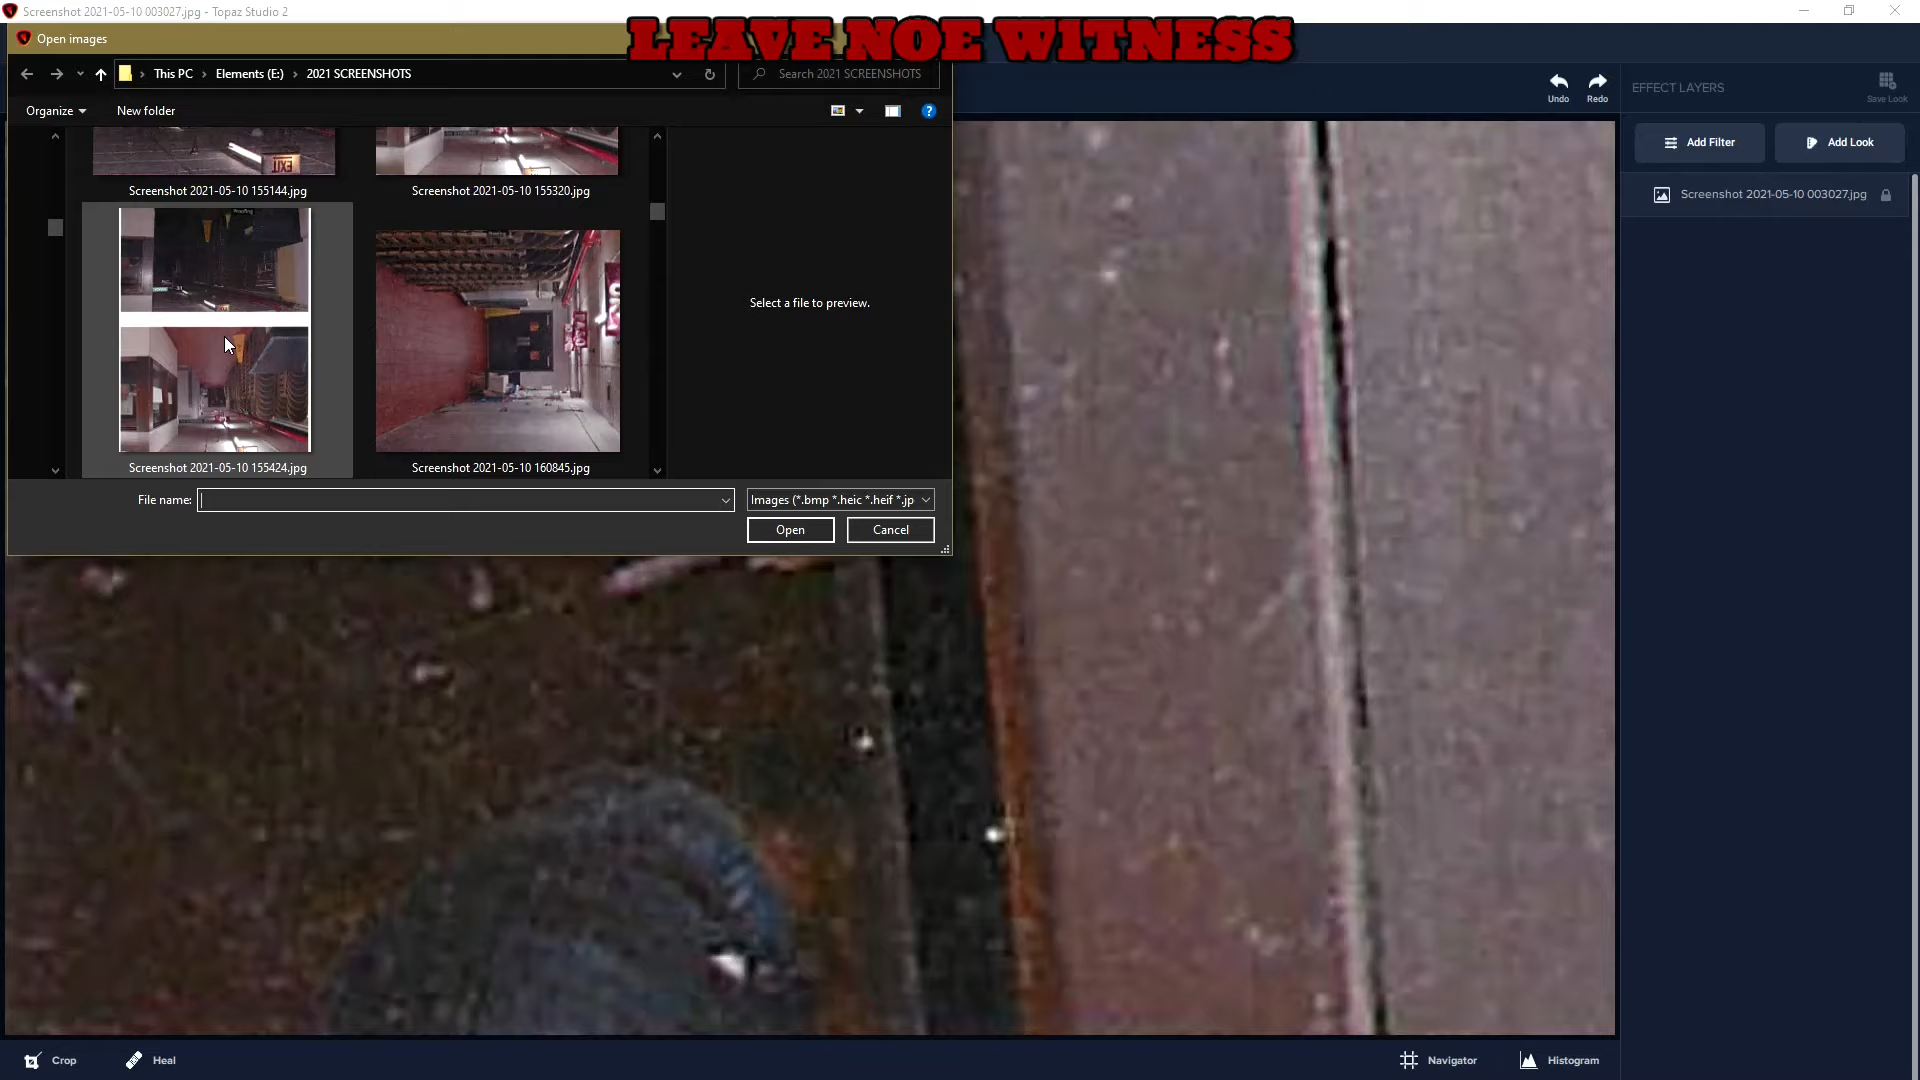 Screenshot 2021-05-10 003027.jpg - Topaz Studio 2
LEAVE NOE WITNESS
Open images
This PC > Elements (E:) > 2021 SCREENSHOTS
Search 2021 SCREENSHOTS
Organize
New folder
Undo
Redo
EFFECT LAYERS
Save Look
Add Filter
Add Look
EXIT
Screenshot 2021-05-10 155144.jpg
Screenshot 2021-05-10 155320.jpg
Screenshot 2021-05-10 003027.jpg
Select a file to preview.
Screenshot 2021-05-10 155424.jpg
Screenshot 2021-05-10 160845.jpg
File name:
Images (*.bmp *.heic *.heif *.jp
Open
Cancel
Crop
Heal
Navigator
Histogram